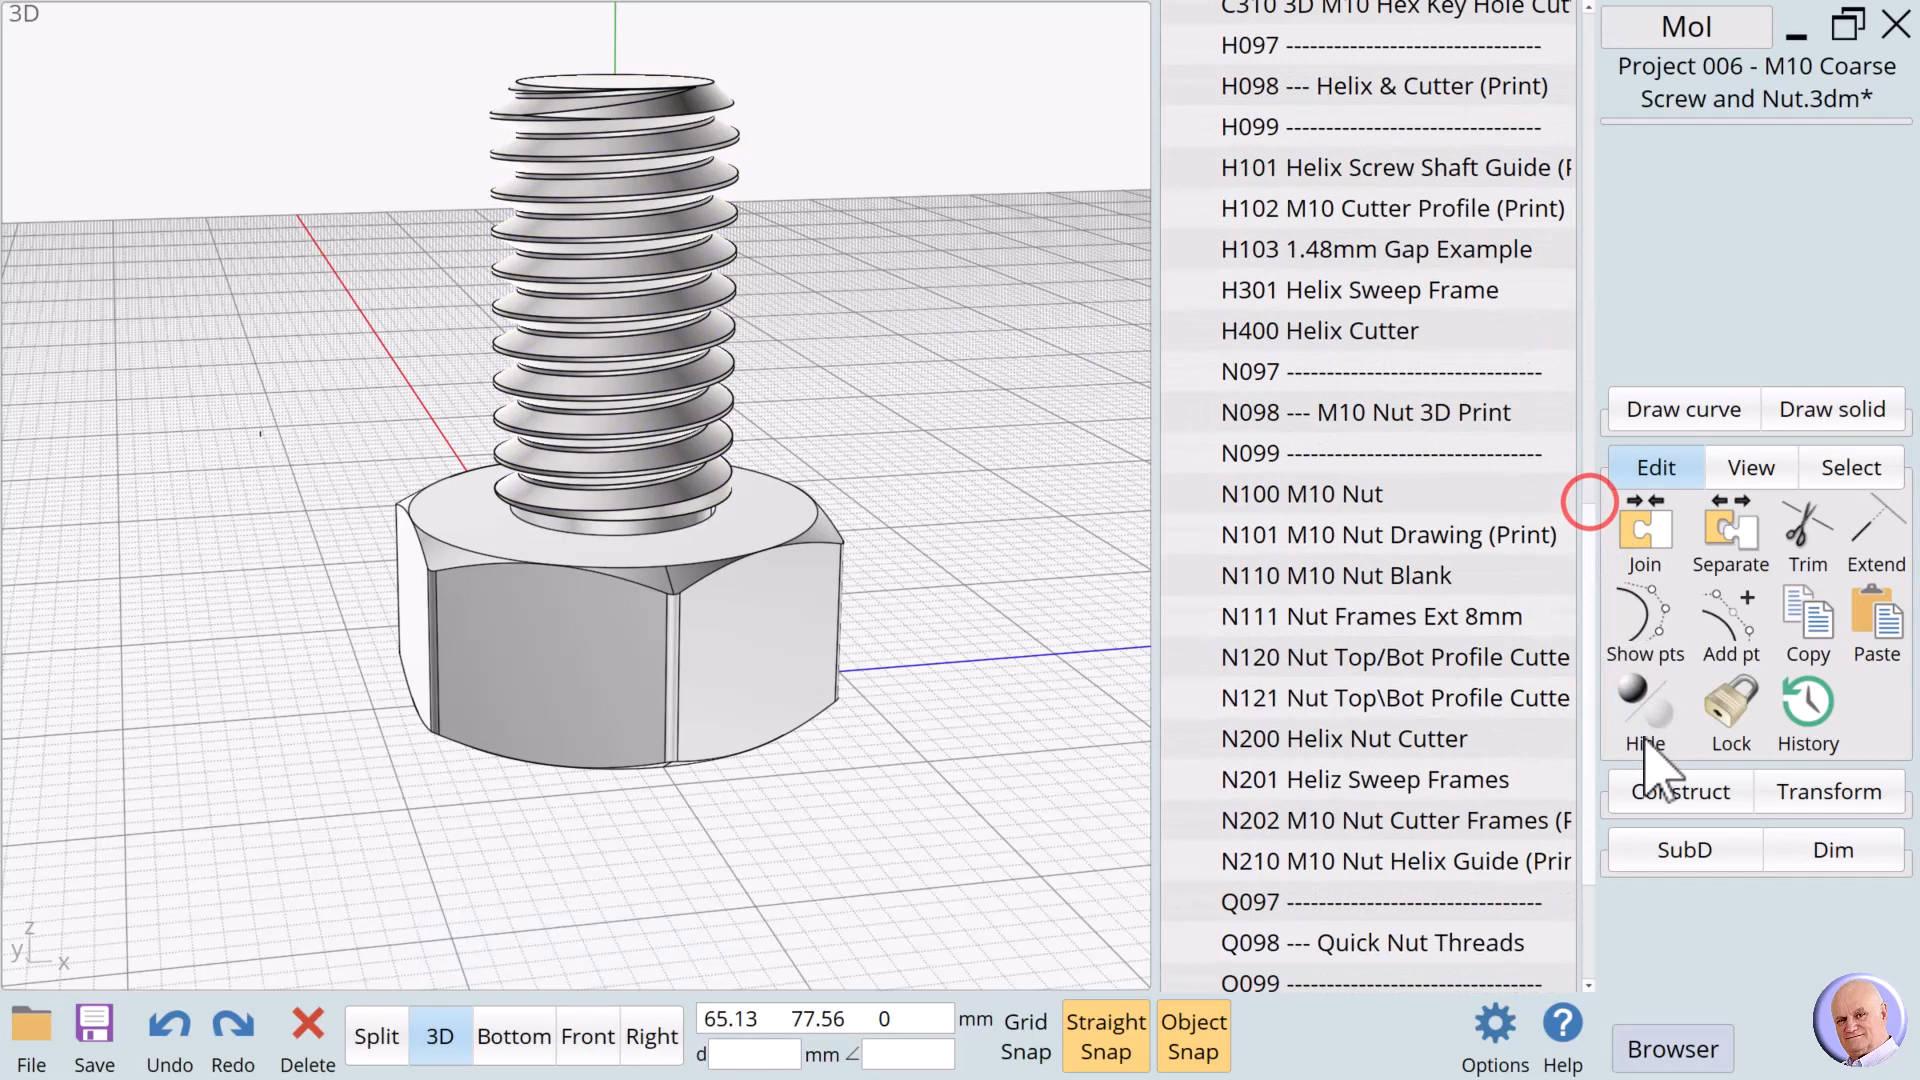 3D
C310 3D M10 Hex Key Hole Cut
H097 --------------------------------
H098 --- Helix & Cutter (Print)
H099 --------------------------------
H101 Helix Screw Shaft Guide (P
H102 M10 Cutter Profile (Print)
H103 1.48mm Gap Example
H301 Helix Sweep Frame
H400 Helix Cutter
N097 --------------------------------
N098 --- M10 Nut 3D Print
N099 --------------------------------
N100 M10 Nut
N101 M10 Nut Drawing (Print)
N110 M10 Nut Blank
N111 Nut Frames Ext 8mm
N120 Nut Top/Bot Profile Cutte
N121 Nut Top\Bot Profile Cutte
N200 Helix Nut Cutter
N201 Heliz Sweep Frames
N202 M10 Nut Cutter Frames (P
N210 M10 Nut Helix Guide (Prin
Q097 --------------------------------
Q098 --- Quick Nut Threads
Q099 --------------------------------
MoI
Project 006 - M10 Coarse
Screw and Nut.3dm*
Draw curve Draw solid
Edit View Select
Join Separate Trim Extend
Show pts Add pt Copy Paste
Hide Lock History
Construct Transform
SubD Dim
z
y x
File Save Undo Redo Delete
Split 3D Bottom Front Right
65.13 77.56 0 mm
d mm ∠
Grid
Snap
Straight
Snap
Object
Snap
Options Help
Browser